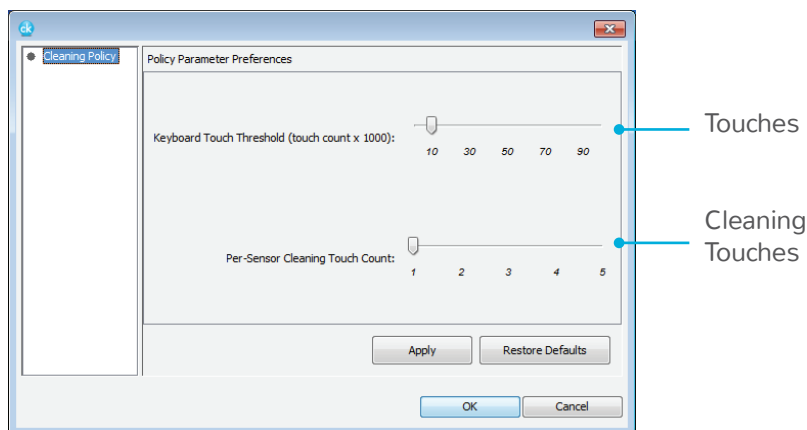 ck
Cleaning Policy
Policy Parameter Preferences
Keyboard Touch Threshold (touch count x 1000):
10 30 50 70 90
Touches
Per-Sensor Cleaning Touch Count:
1 2 3 4 5
Cleaning
Touches
Apply Restore Defaults
OK Cancel